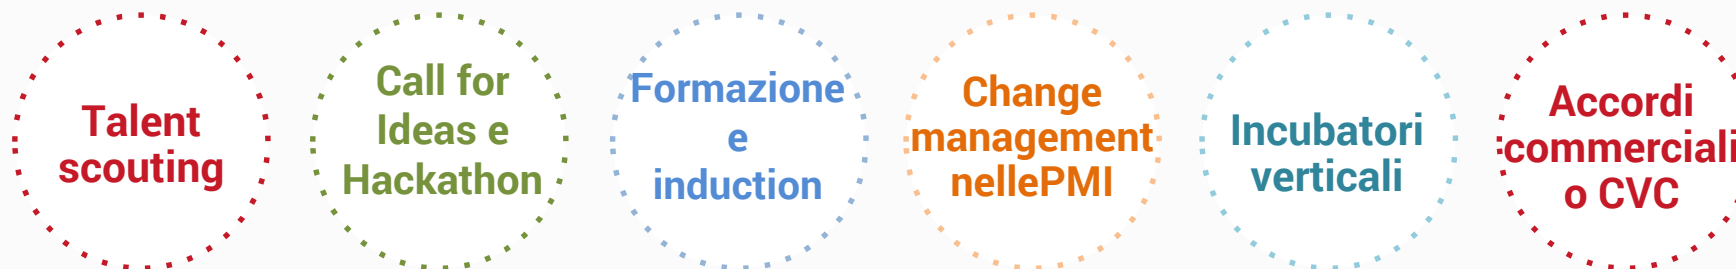 Talent
scouting
Call for
Ideas e
Hackathon
Formazione
e
induction
Change
management
nellePMI
Incubatori
verticali
Accordi
commerciali
o CVC